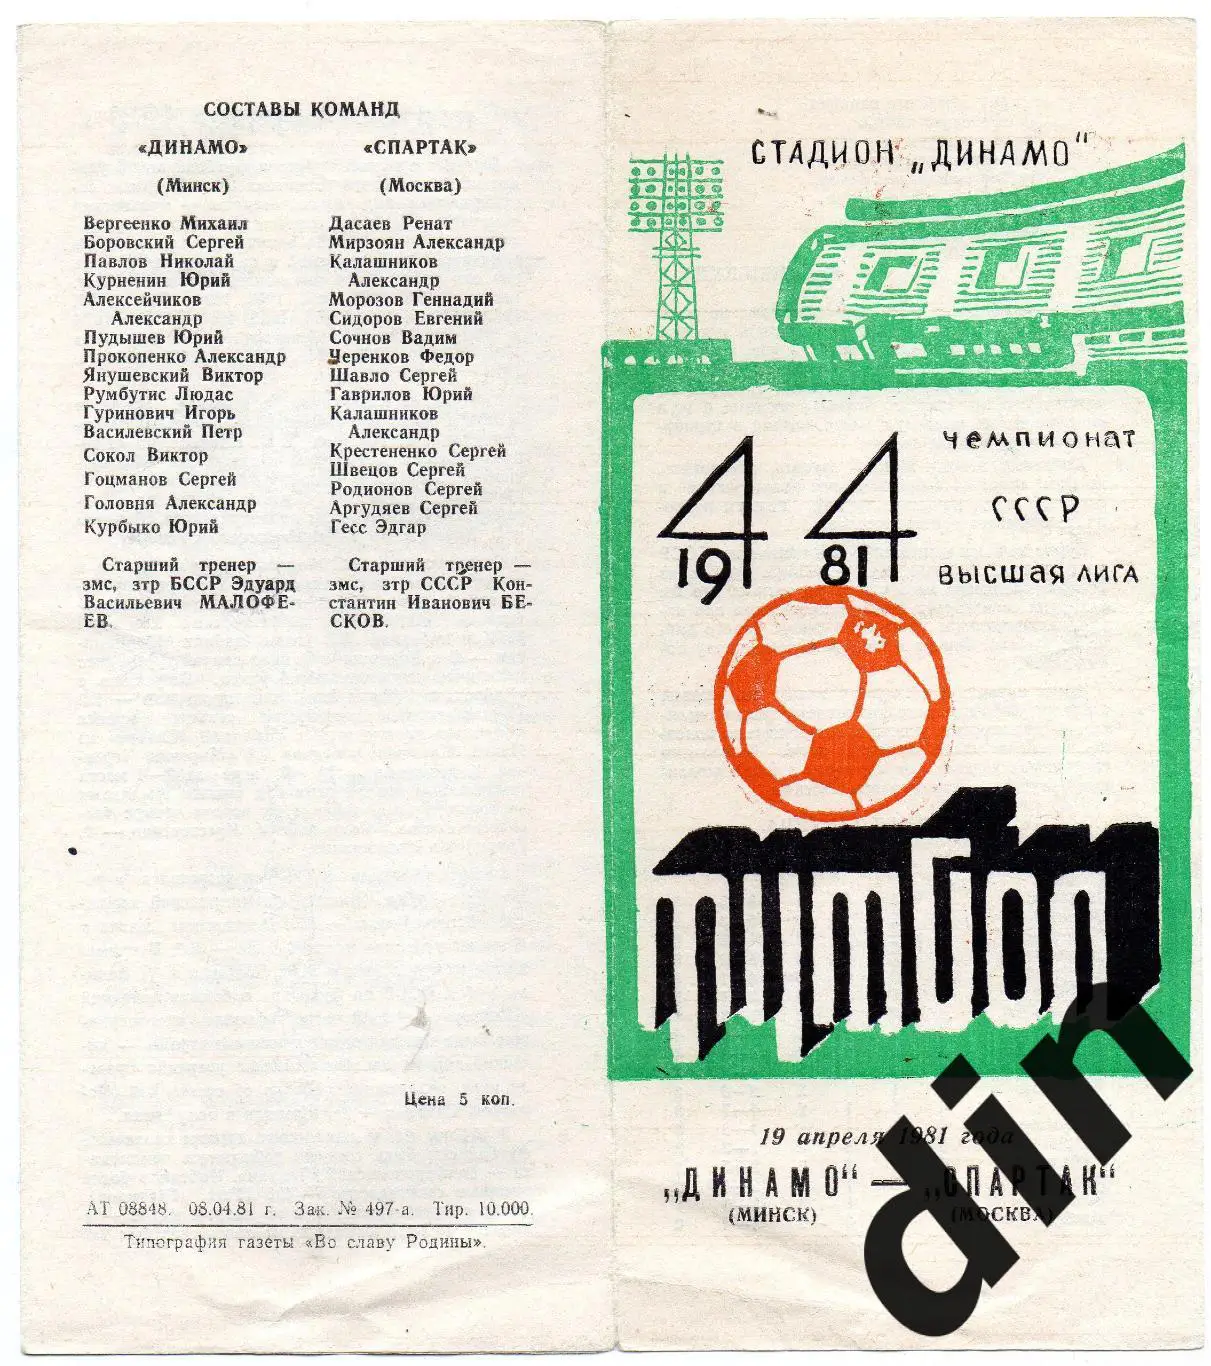 СОСТАВЫ КОМАНД
«ДИНАМО»
(Минск)
Вергеенко Михаил
Боровский Сергей
Павлов Николай
Курненин Юрий
Алексейчиков
Александр
Пудышев Юрий
Прокопенко Александр
Янушевский Виктор
Румбутис Людас
Гуринович Игорь
Василевский Петр
Сокол Виктор
Гоцманов Сергей
Головня Александр
Курбыко Юрий
Старший тренер —
змс, зтр БССР Эдуард
Васильевич МАЛОФЕ-
ЕВ.
«СПАРТАК»
(Москва)
Дасаев Ренат
Мирзоян Александр
Калашников
Александр
Морозов Геннадий
Сидоров Евгений
Сочнов Вадим
Черенков Федор
Шавло Сергей
Гаврилов Юрий
Калашников
Александр
Крестененко Сергей
Швецов Сергей
Родионов Сергей
Аргудяев Сергей
Гесс Эдгар
Старший тренер —
змс, зтр СССР Кон-
стантин Иванович БЕ-
СКОВ.
Цена 5 коп.
АТ 08848. 08.04.81 г. Зак. № 497-а. Тир. 10.000.
Типография газеты «Во славу Родины».
СТАДИОН „ДИНАМО"
44
1981
чемпионат
СССР
высшая лига
футбол
19 апреля 1981 года
„ДИНАМО" — „СПАРТАК"
(МИНСК) (МОСКВА)
din